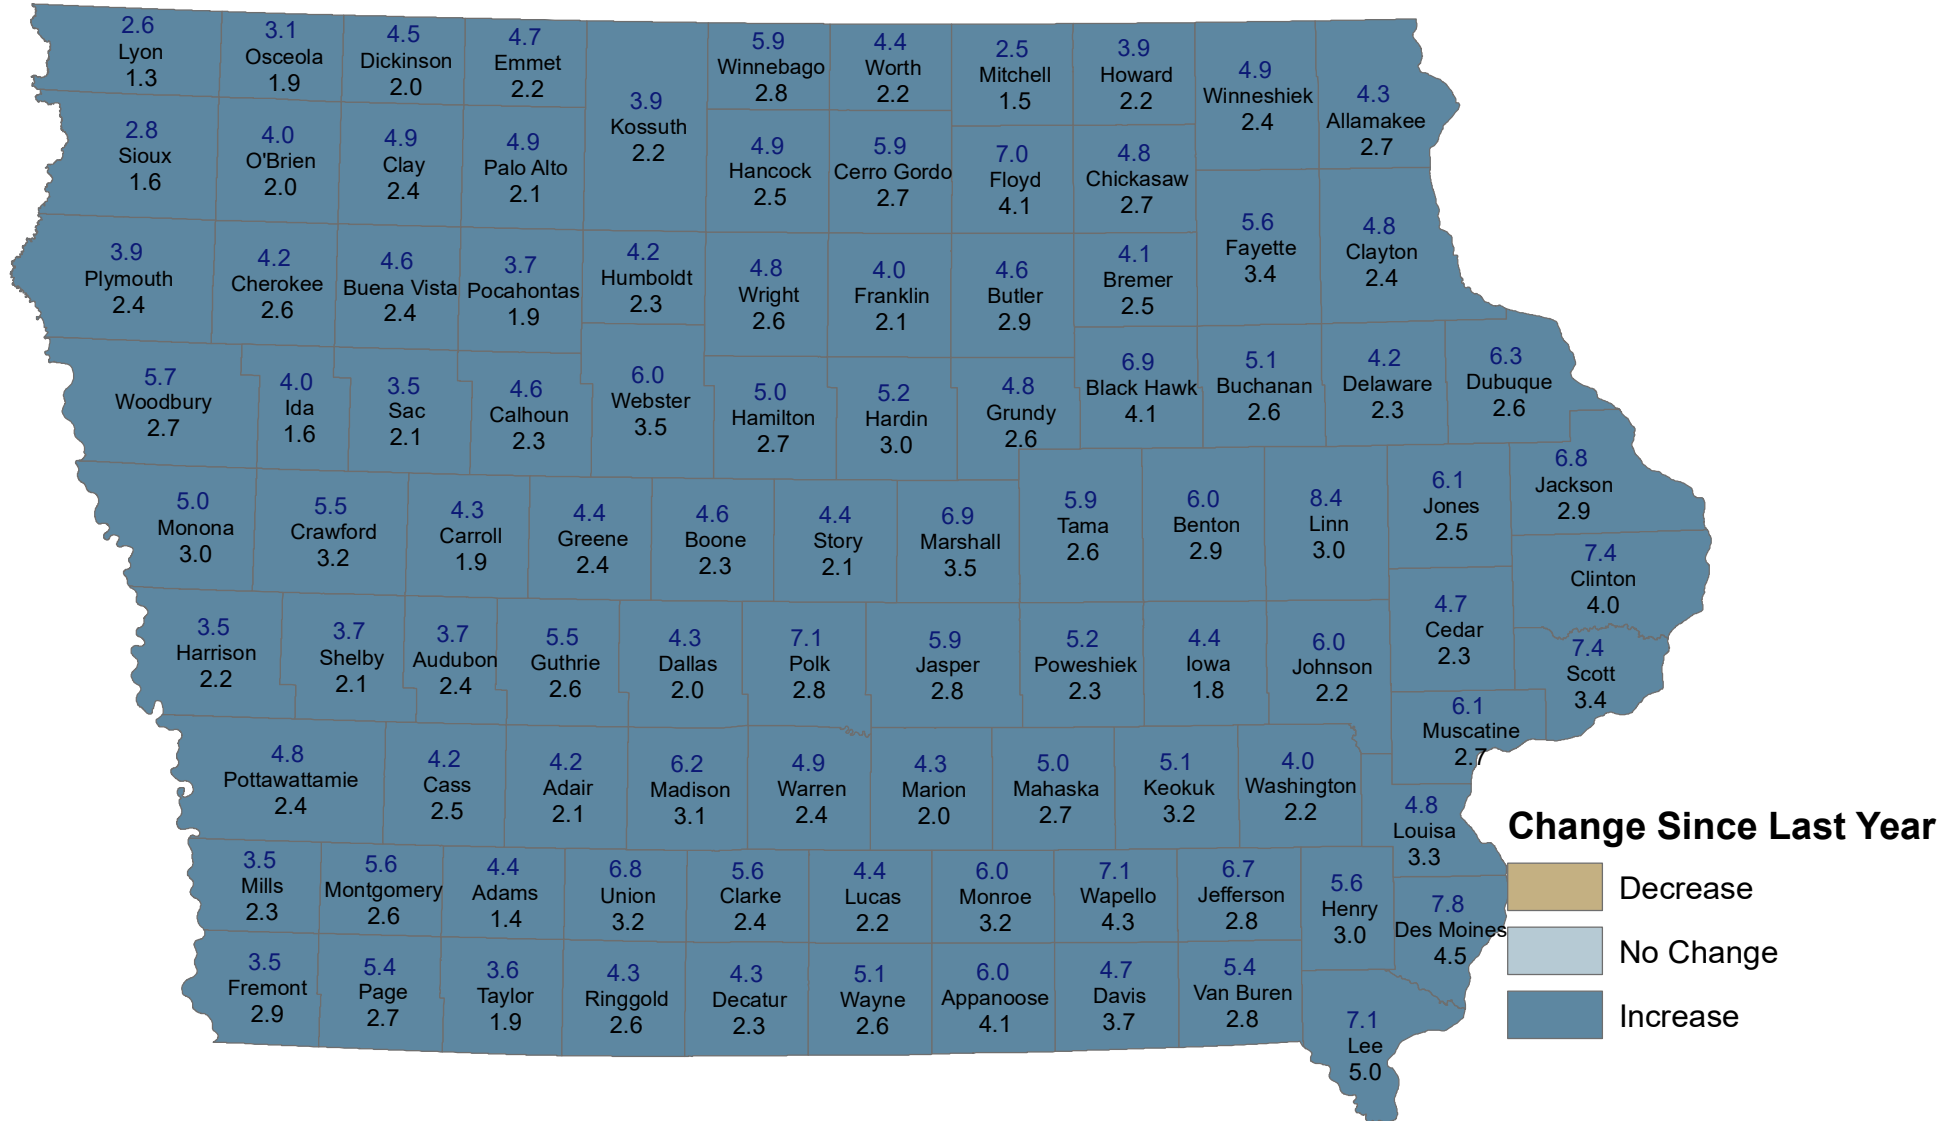 2.6
Lyon
1.3
3.1
Osceola
1.9
4.5
Dickinson
2.0
4.7
Emmet
2.2
3.9
Kossuth
2.2
5.9
Winnebago
2.8
4.4
Worth
2.2
2.5
Mitchell
1.5
3.9
Howard
2.2
4.9
Winneshiek
2.4
4.3
Allamakee
2.7
2.8
Sioux
1.6
4.0
O'Brien
2.0
4.9
Clay
2.4
4.9
Palo Alto
2.1
4.9
Hancock
2.5
5.9
Cerro Gordo
2.7
7.0
Floyd
4.1
4.8
Chickasaw
2.7
5.6
Fayette
3.4
4.8
Clayton
2.4
3.9
Plymouth
2.4
4.2
Cherokee
2.6
4.6
Buena Vista
2.4
3.7
Pocahontas
1.9
4.2
Humboldt
2.3
4.8
Wright
2.6
4.0
Franklin
2.1
4.6
Butler
2.9
4.1
Bremer
2.5
5.7
Woodbury
2.7
4.0
Ida
1.6
3.5
Sac
2.1
4.6
Calhoun
2.3
6.0
Webster
3.5
5.0
Hamilton
2.7
5.2
Hardin
3.0
4.8
Grundy
2.6
6.9
Black Hawk
4.1
5.1
Buchanan
2.6
4.2
Delaware
2.3
6.3
Dubuque
2.6
5.0
Monona
3.0
5.5
Crawford
3.2
4.3
Carroll
1.9
4.4
Greene
2.4
4.6
Boone
2.3
4.4
Story
2.1
6.9
Marshall
3.5
5.9
Tama
2.6
6.0
Benton
2.9
8.4
Linn
3.0
6.1
Jones
2.5
6.8
Jackson
2.9
7.4
Clinton
4.0
3.5
Harrison
2.2
3.7
Shelby
2.1
3.7
Audubon
2.4
5.5
Guthrie
2.6
4.3
Dallas
2.0
7.1
Polk
2.8
5.9
Jasper
2.8
5.2
Poweshiek
2.3
4.4
Iowa
1.8
6.0
Johnson
2.2
4.7
Cedar
2.3
7.4
Scott
3.4
6.1
Muscatine
2.7
4.8
Pottawattamie
2.4
4.2
Cass
2.5
4.2
Adair
2.1
6.2
Madison
3.1
4.9
Warren
2.4
4.3
Marion
2.0
5.0
Mahaska
2.7
5.1
Keokuk
3.2
4.0
Washington
2.2
4.8
Louisa
3.3
3.5
Mills
2.3
5.6
Montgomery
2.6
4.4
Adams
1.4
6.8
Union
3.2
5.6
Clarke
2.4
4.4
Lucas
2.2
6.0
Monroe
3.2
7.1
Wapello
4.3
6.7
Jefferson
2.8
5.6
Henry
3.0
7.8
Des Moines
4.5
3.5
Fremont
2.9
5.4
Page
2.7
3.6
Taylor
1.9
4.3
Ringgold
2.6
4.3
Decatur
2.3
5.1
Wayne
2.6
6.0
Appanoose
4.1
4.7
Davis
3.7
5.4
Van Buren
2.8
7.1
Lee
5.0
Change Since Last Year
Decrease
No Change
Increase